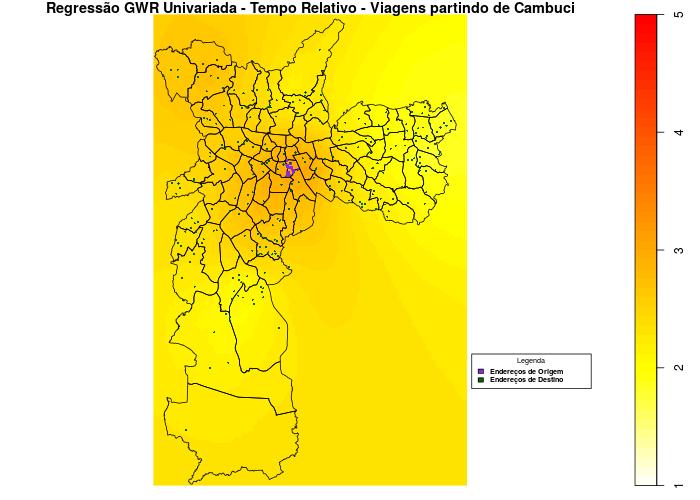 Regressão GWR Univariada - Tempo Relativo - Viagens partindo de Cambuci
5
4
3
2
1
Legenda
Endereços de Origem
Endereços de Destino